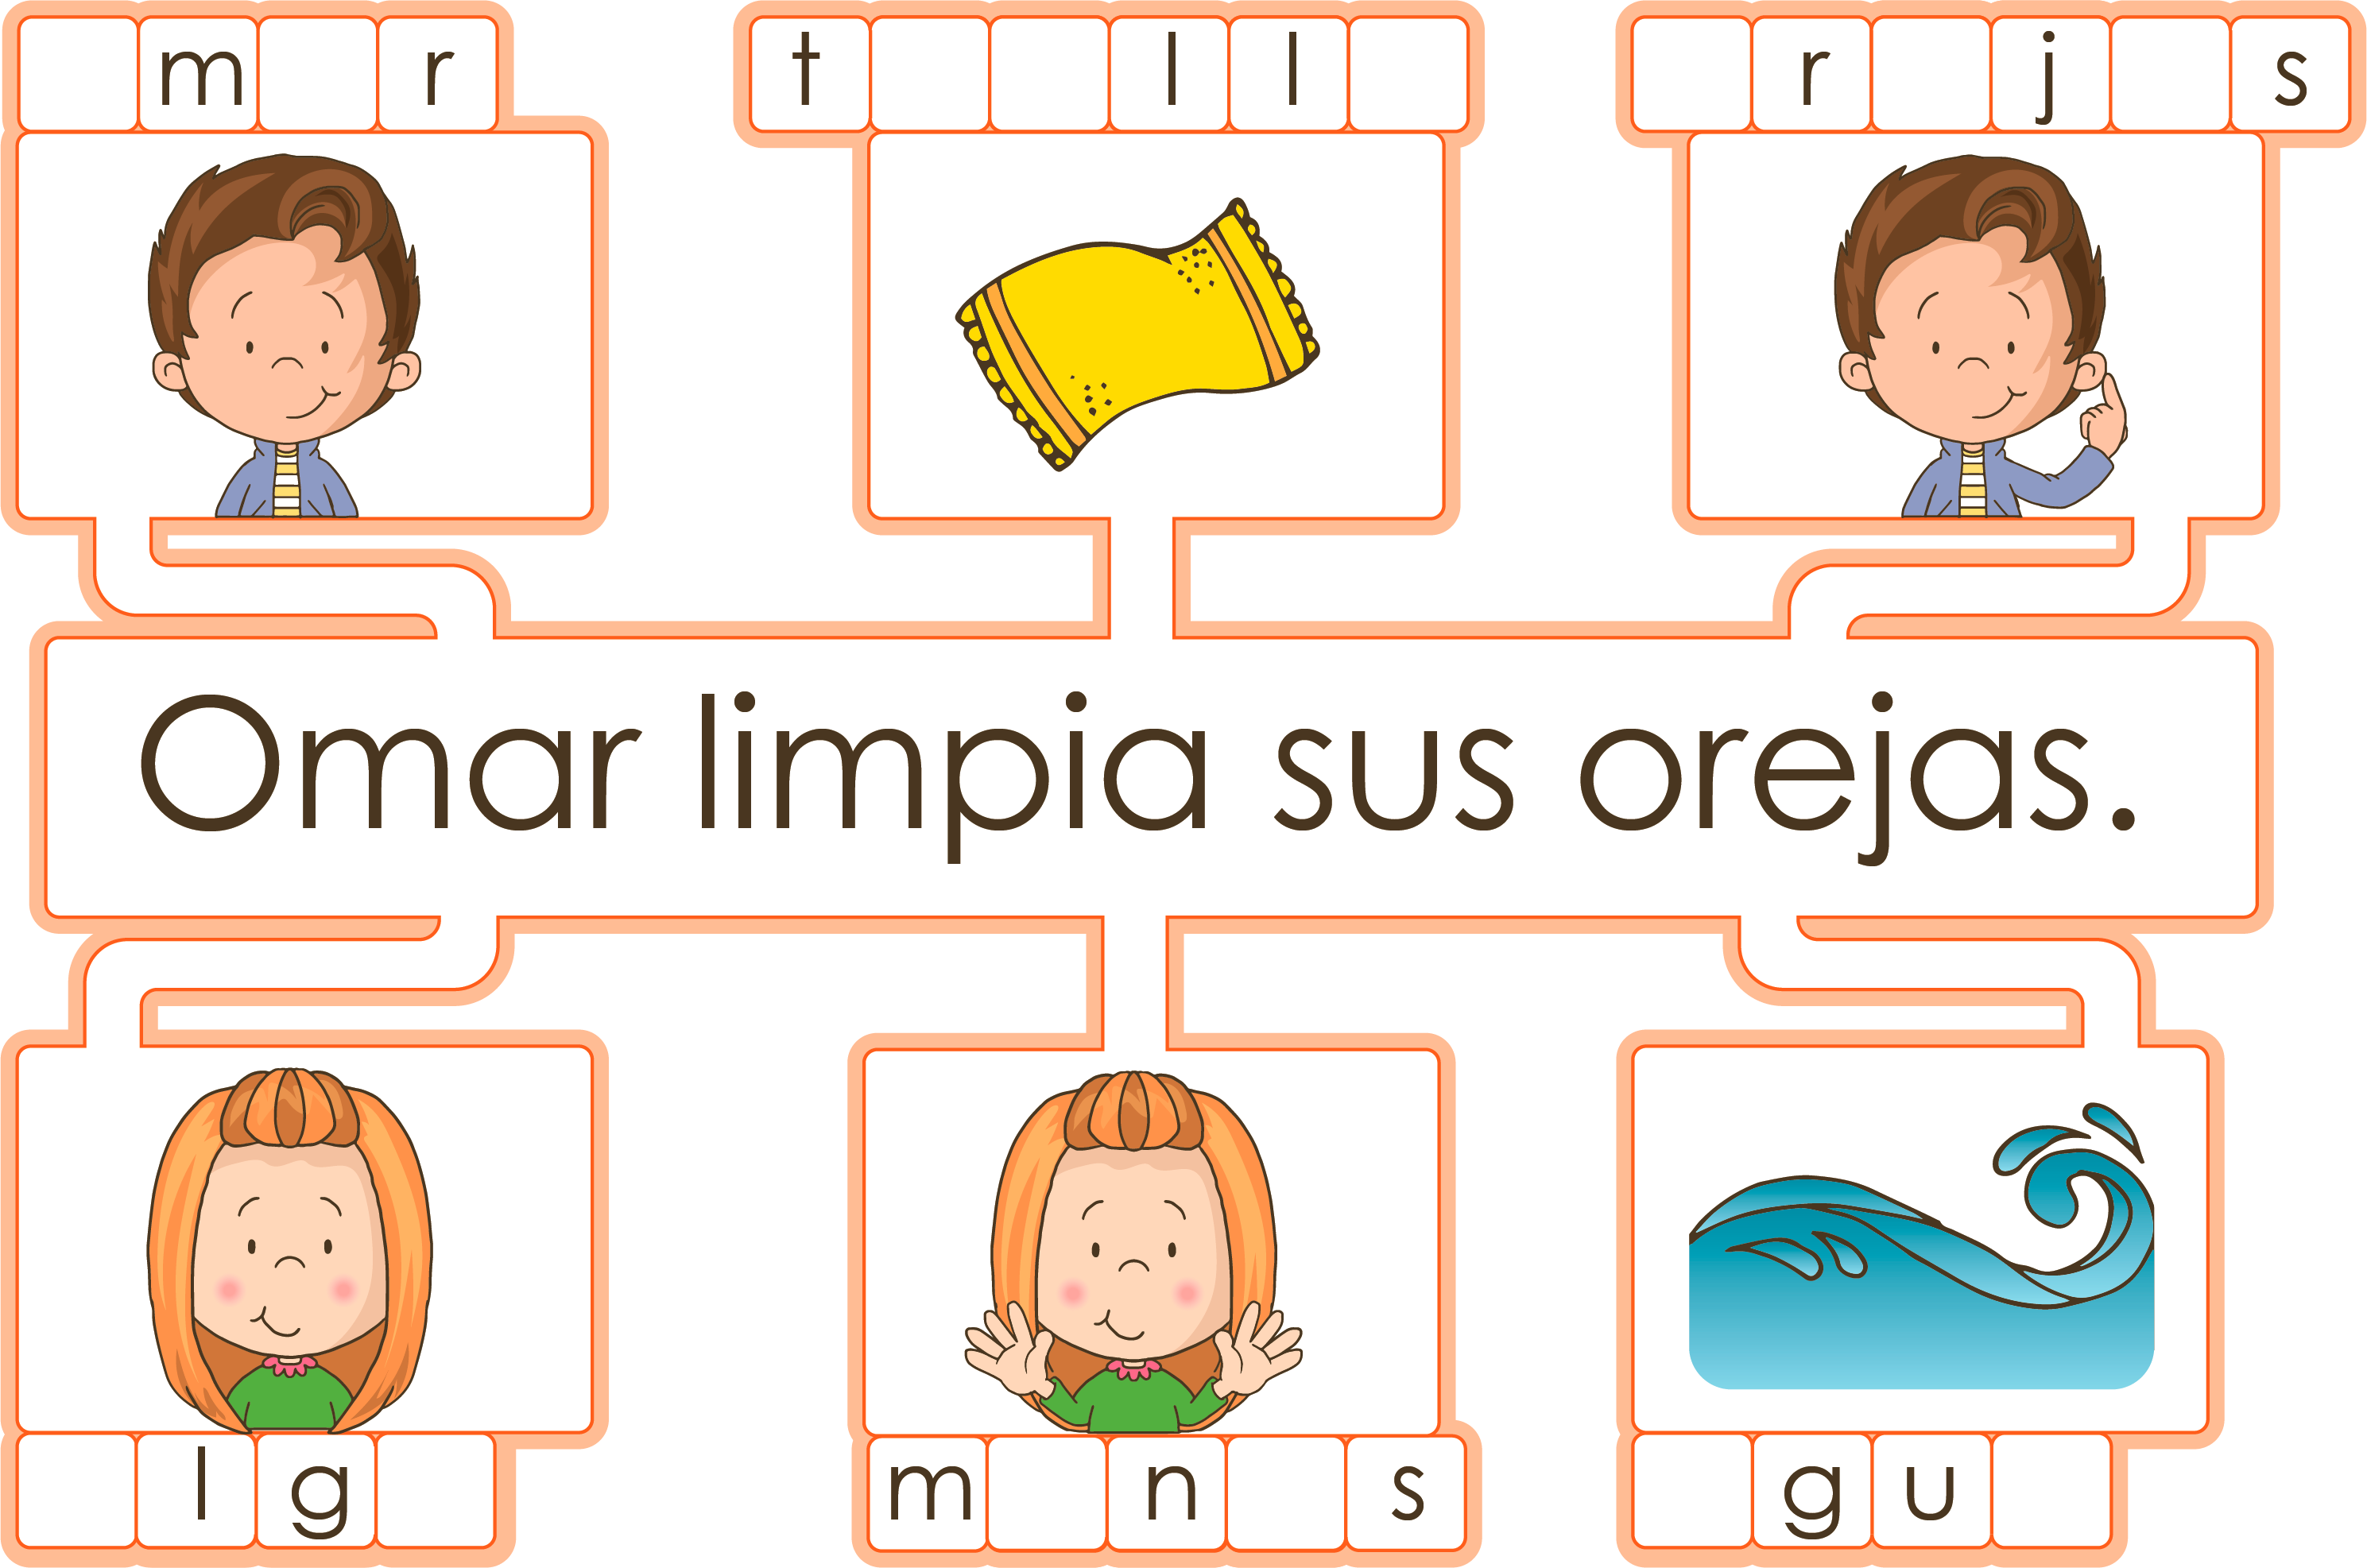 m r
t l l
r j s
Omar limpia sus orejas.
l g
m n s
g u